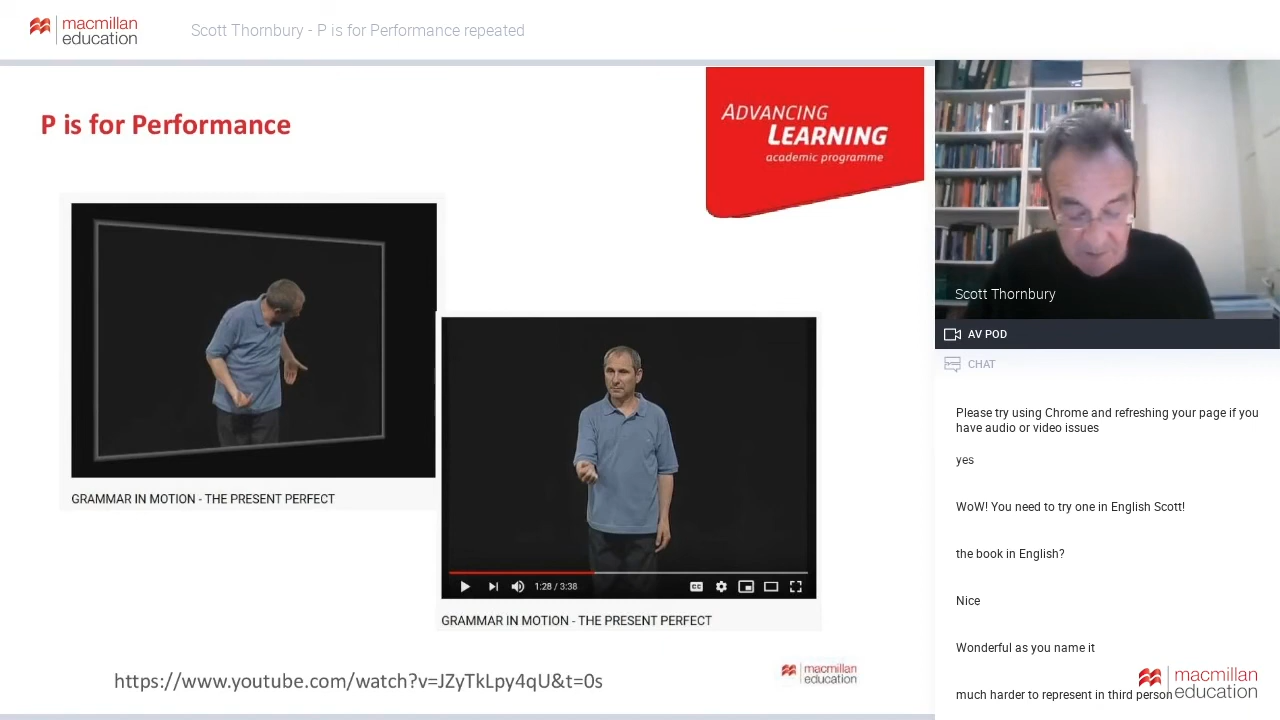 macmillan
education
Scott Thornbury - P is for Performance repeated
P is for Performance
ADVANCING
LEARNING
academic programme
GRAMMAR IN MOTION - THE PRESENT PERFECT
1:28 / 3:38
CC
GRAMMAR IN MOTION - THE PRESENT PERFECT
https://www.youtube.com/watch?v=JZyTkLpy4qU&t=0s
macmillan
education
Scott Thornbury
AV POD
CHAT
Please try using Chrome and refreshing your page if you
have audio or video issues
yes
WoW! You need to try one in English Scott!
the book in English?
Nice
Wonderful as you name it
much harder to represent in third person
macmillan
education